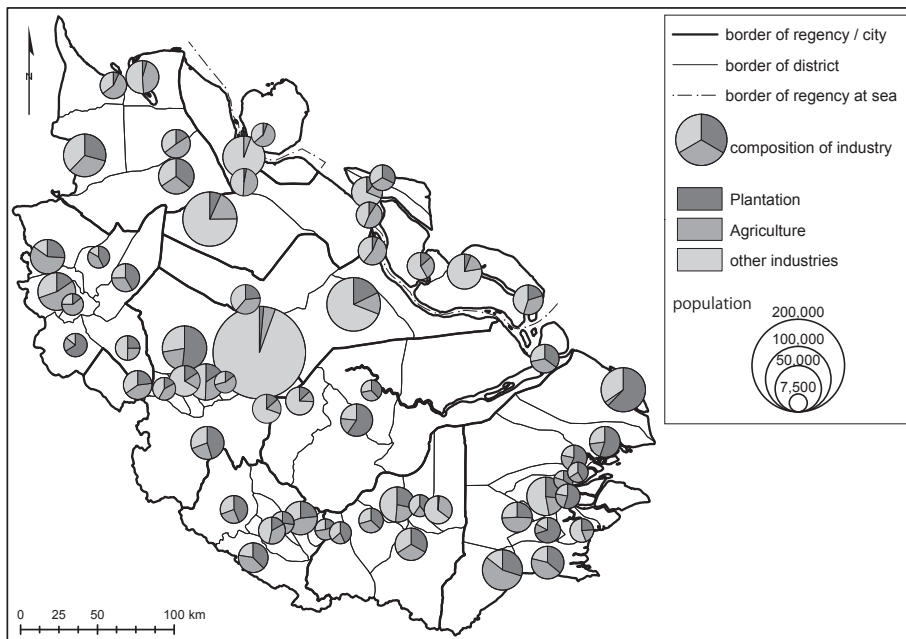 N
border of regency / city
border of district
border of regency at sea
composition of industry
Plantation
Agriculture
other industries
population
200,000
100,000
50,000
7,500
0 25 50 100 km